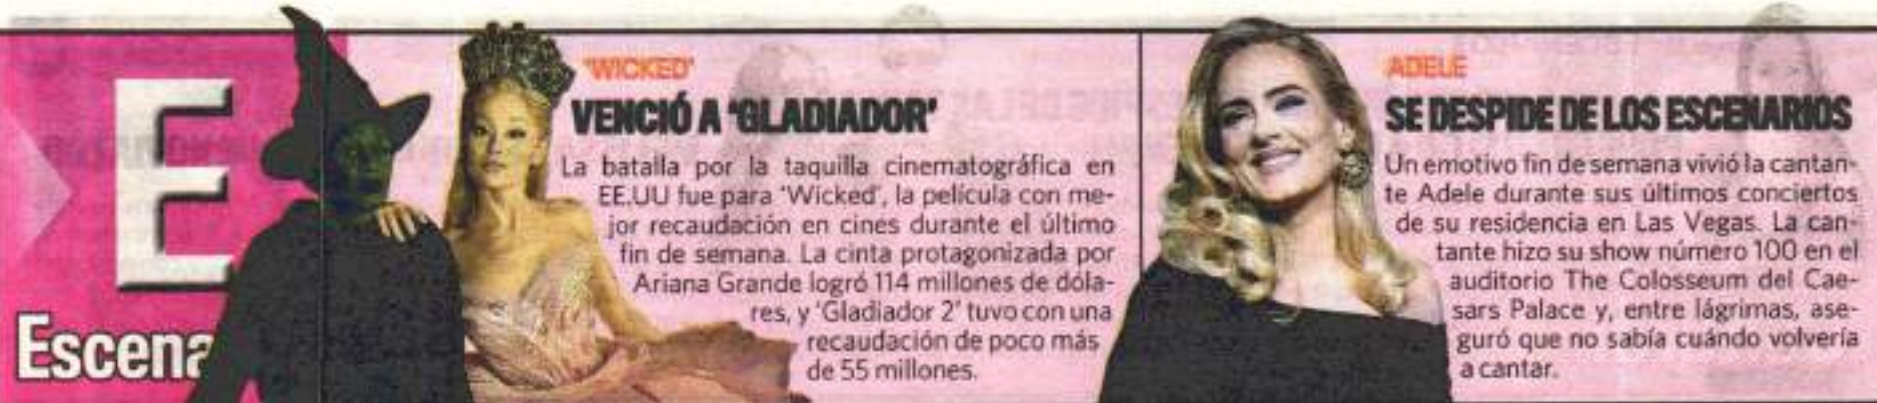 E
Escena
'WICKED'
VENCIÓ A 'GLADIADOR'
La batalla por la taquilla cinematográfica en
EE.UU fue para 'Wicked', la película con me-
jor recaudación en cines durante el último
fin de semana. La cinta protagonizada por
Ariana Grande logró 114 millones de dóla-
res, y 'Gladiador 2' tuvo con una
recaudación de poco más
de 55 millones.
ADELE
SE DESPIDE DE LOS ESCENARIOS
Un emotivo fin de semana vivió la cantan-
te Adele durante sus últimos conciertos
de su residencia en Las Vegas. La can-
tante hizo su show número 100 en el
auditorio The Colosseum del Cae-
sars Palace y, entre lágrimas, ase-
guró que no sabía cuándo volvería
a cantar.